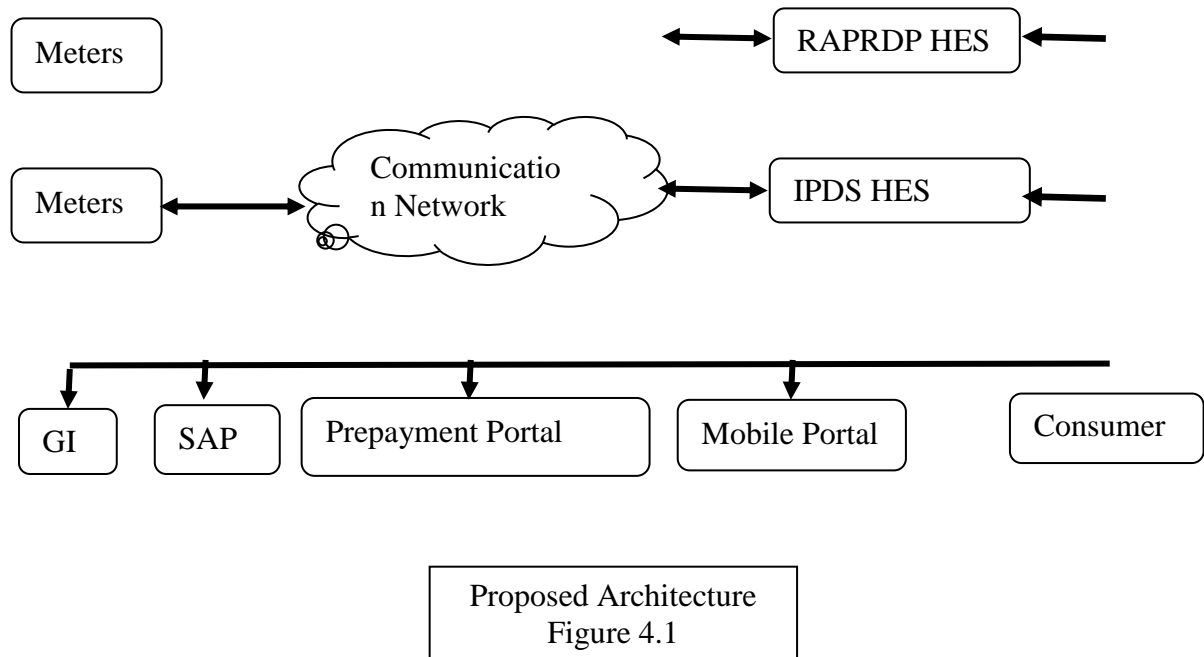 Meters
RAPRDP HES
Meters
Communicatio
n Network
IPDS HES
GI
SAP
Prepayment Portal
Mobile Portal
Consumer
Proposed Architecture
Figure 4.1